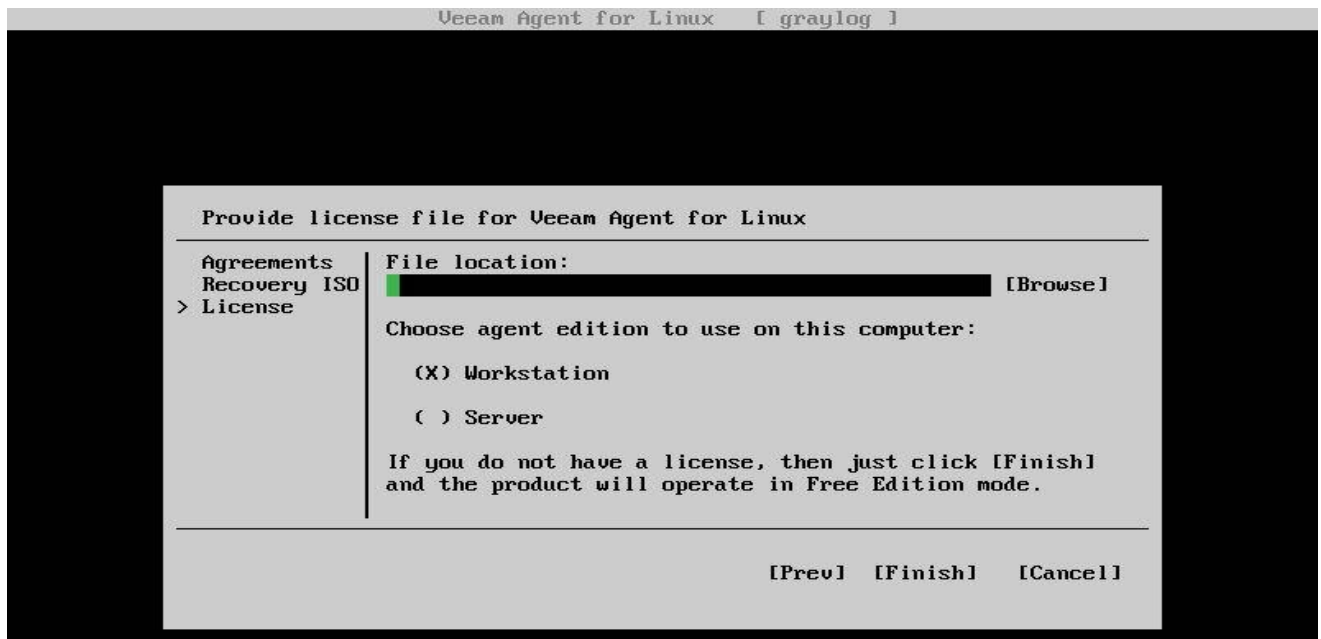 Veeam Agent for Linux [ graylog ]
Provide license file for Veeam Agent for Linux
Agreements
Recovery ISO
> License
File location:
[Browse]
Choose agent edition to use on this computer:
(X) Workstation
( ) Server
If you do not have a license, then just click [Finish]
and the product will operate in Free Edition mode.
[Prev] [Finish] [Cancel]